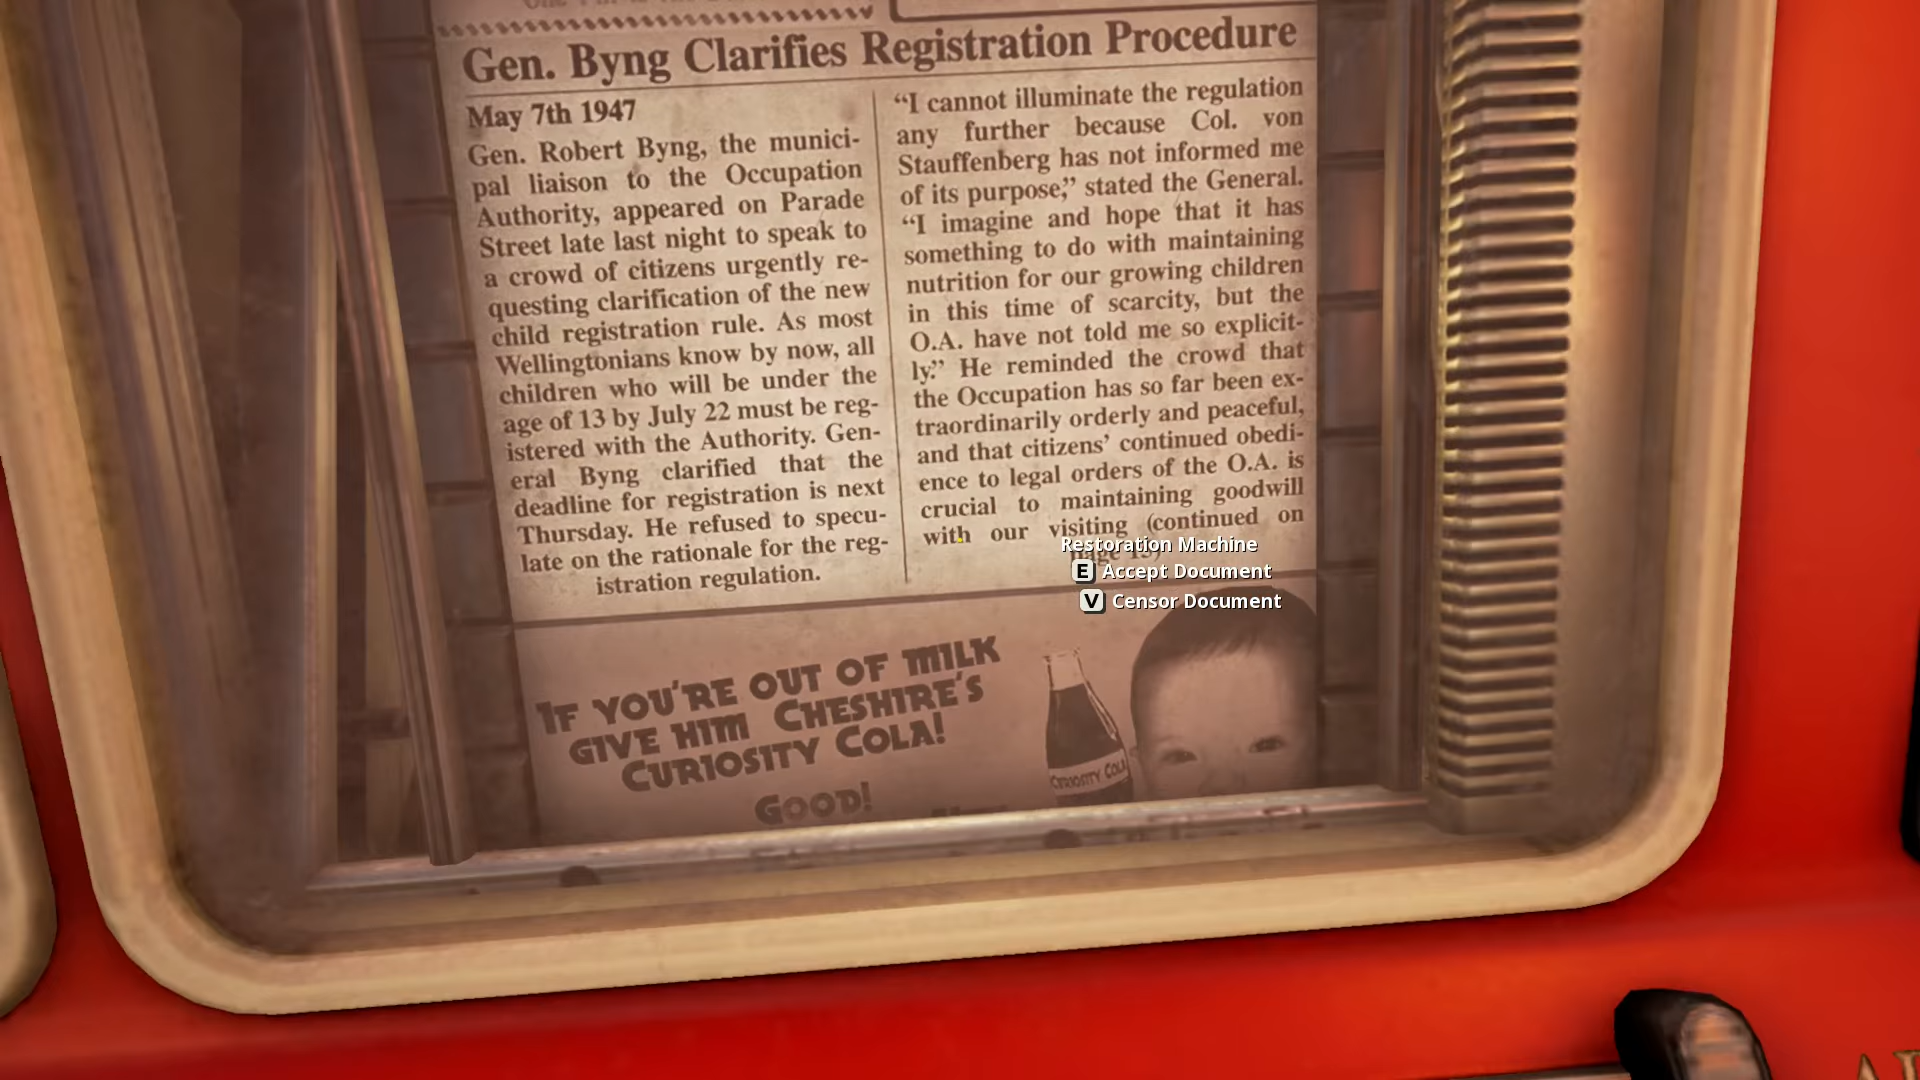 Gen. Byng Clarifies Registration Procedure
May 7th 1947
Gen. Robert Byng, the munici-
pal liaison to the Occupation
Authority, appeared on Parade
Street late last night to speak to
a crowd of citizens urgently re-
questing clarification of the new
child registration rule. As most
Wellingtonians know by now, all
children who will be under the
age of 13 by July 22 must be reg-
istered with the Authority. Gen-
eral Byng clarified that the
deadline for registration is next
Thursday. He refused to specu-
late on the rationale for the reg-
istration regulation.
“I cannot illuminate the regulation
any further because Col. von
Stauffenberg has not informed me
of its purpose,” stated the General.
“I imagine and hope that it has
something to do with maintaining
nutrition for our growing children
in this time of scarcity, but the
O.A. have not told me so explicit-
ly.” He reminded the crowd that
the Occupation has so far been ex-
traordinarily orderly and peaceful,
and that citizens’ continued obedi-
ence to legal orders of the O.A. is
crucial to maintaining goodwill
with our visiting (continued on
Restoration Machine
E Accept Document
V Censor Document
IF YOU'RE OUT OF MILK
GIVE HIM CHESHIRE'S
CURIOSITY COLA!
GOOD!
CURIOSITY COLA